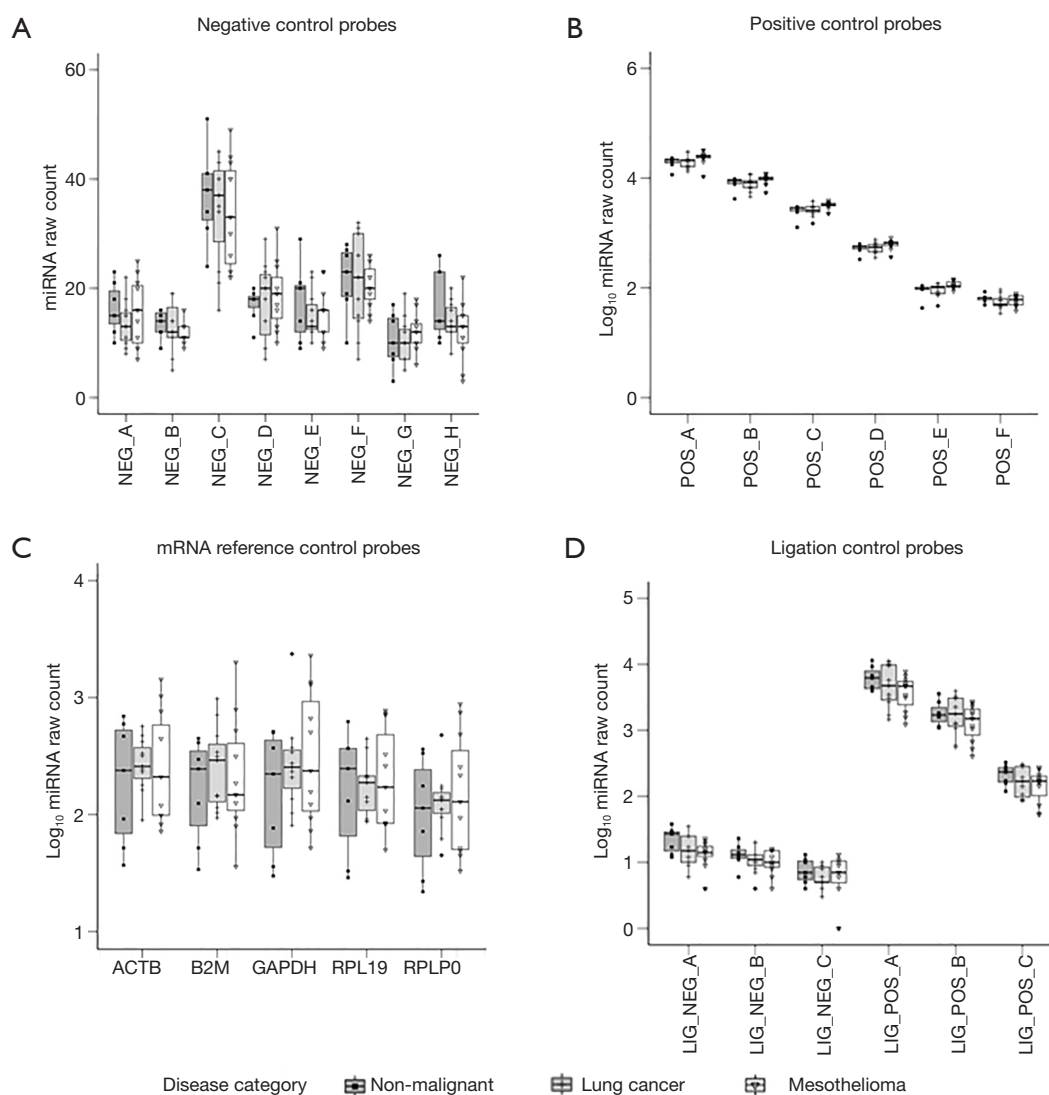 A
Negative control probes
miRNA raw count
60
40
20
0
NEG_A
NEG_B
NEG_C
NEG_D
NEG_E
NEG_F
NEG_G
NEG_H
B
Positive control probes
Log10 miRNA raw count
6
4
2
0
POS_A
POS_B
POS_C
POS_D
POS_E
POS_F
C
mRNA reference control probes
Log10 miRNA raw count
4
3
2
1
ACTB B2M GAPDH RPL19 RPLP0
D
Ligation control probes
Log10 miRNA raw count
5
4
3
2
1
0
LIG_NEG_A
LIG_NEG_B
LIG_NEG_C
LIG_POS_A
LIG_POS_B
LIG_POS_C
Disease category Non-malignant Lung cancer Mesothelioma